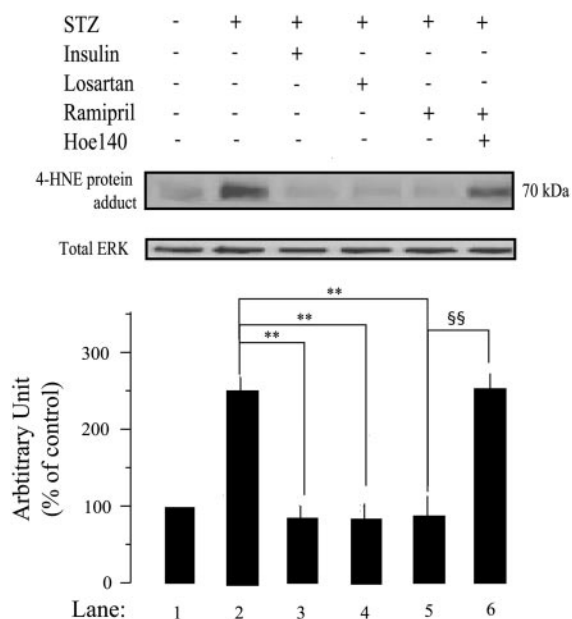 STZ - + + + + +
Insulin - - + - - -
Losartan - - - + - -
Ramipril - - - - + +
Hoe140 - - - - - +
4-HNE protein
adduct
70 kDa
Total ERK
**
**
**
§§
Arbtitrary Unit
(% of control)
300
200
100
0
Lane: 1 2 3 4 5 6